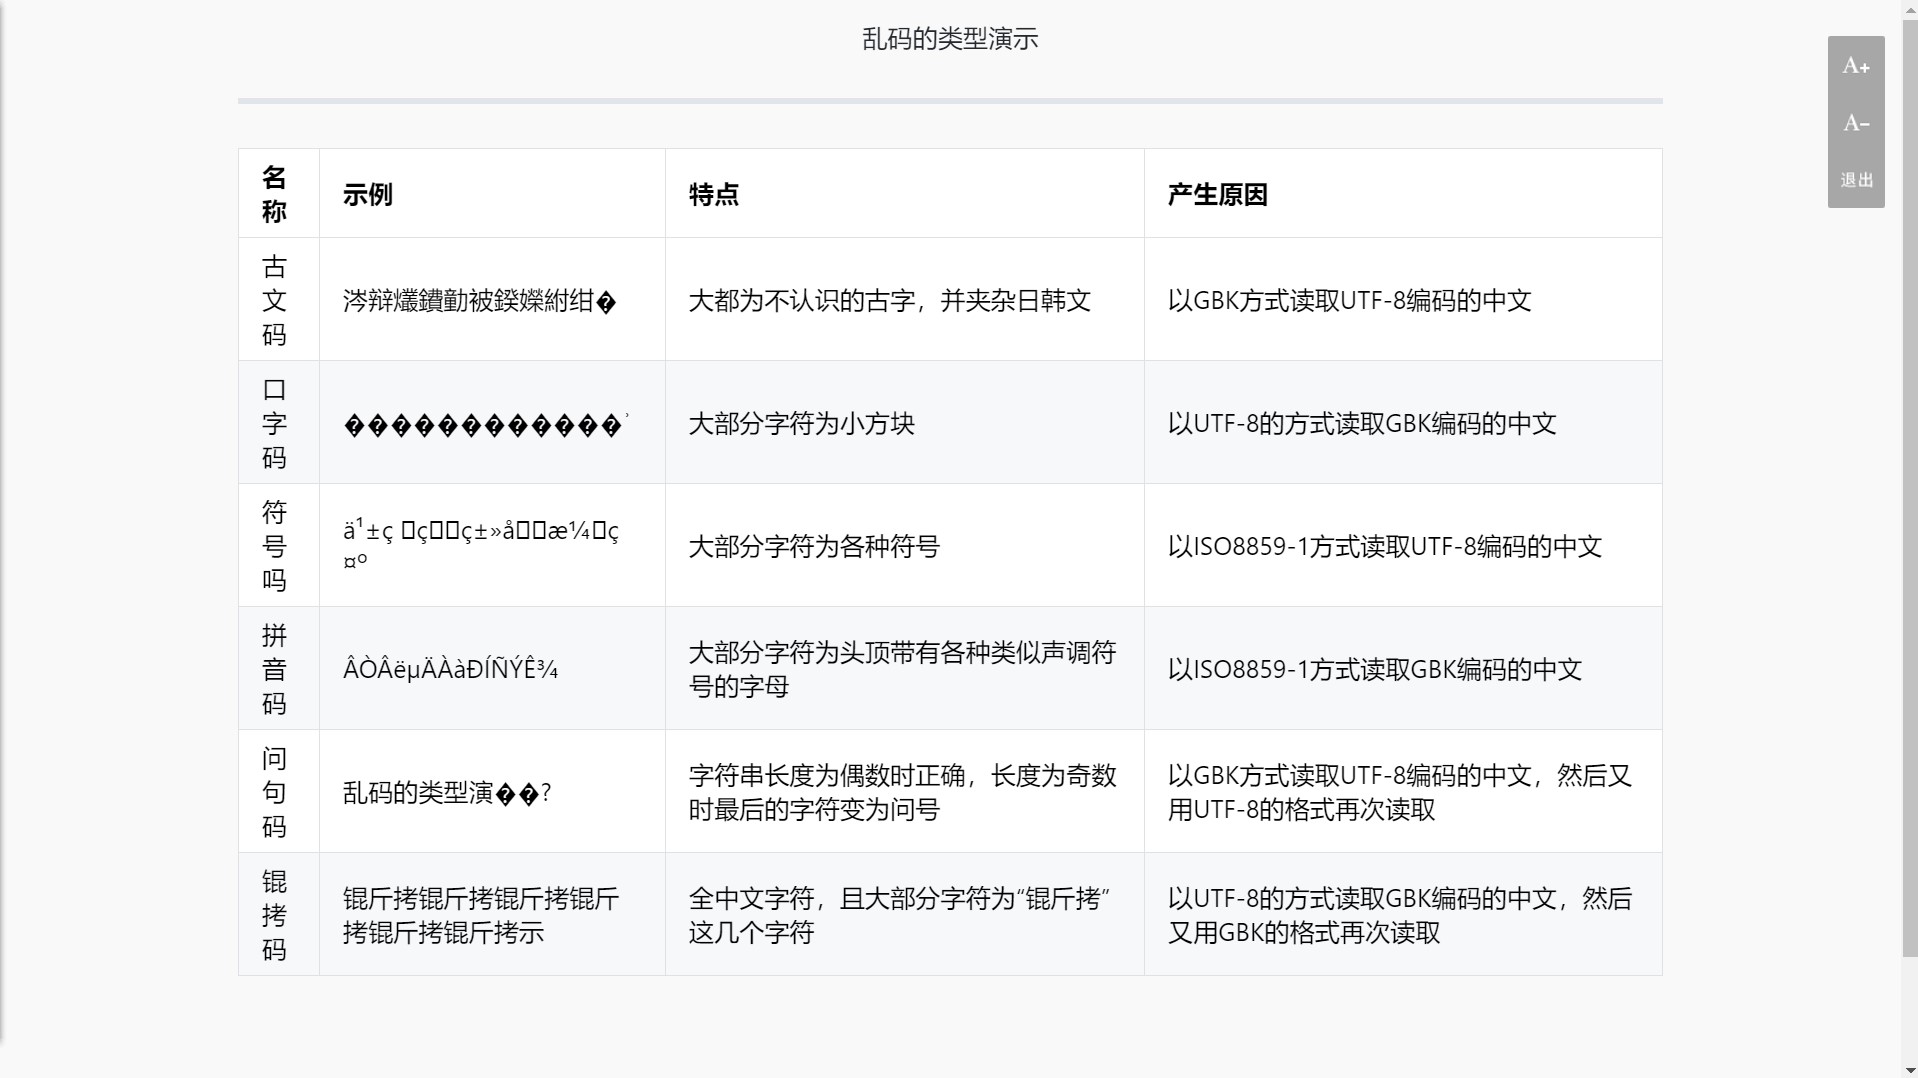 乱码的类型演示
A+
A-
退出
名
称
示例
特点
产生原因
古
文
码
大都为不认识的古字，并夹杂日韩文
以GBK方式读取UTF-8编码的中文
口
字
码
�������������ʾ
大部分字符为小方块
以UTF-8的方式读取GBK编码的中文
符
号
吗
ä¹±ç �ç��ç±»å��æ¼�ç
¤º
大部分字符为各种符号
以ISO8859-1方式读取UTF-8编码的中文
拼
音
码
ÂÒÂëµÄÀàÐÍÑÝÊ¾
大部分字符为头顶带有各种类似声调符
号的字母
以ISO8859-1方式读取GBK编码的中文
问
句
码
乱码的类型演��?
字符串长度为偶数时正确，长度为奇数
时最后的字符变为问号
以GBK方式读取UTF-8编码的中文，然后又
用UTF-8的格式再次读取
锟
拷
码
锟斤拷锟斤拷锟斤拷锟斤
拷锟斤拷锟斤拷示
全中文字符，且大部分字符为“锟斤拷”
这几个字符
以UTF-8的方式读取GBK编码的中文，然后
又用GBK的格式再次读取